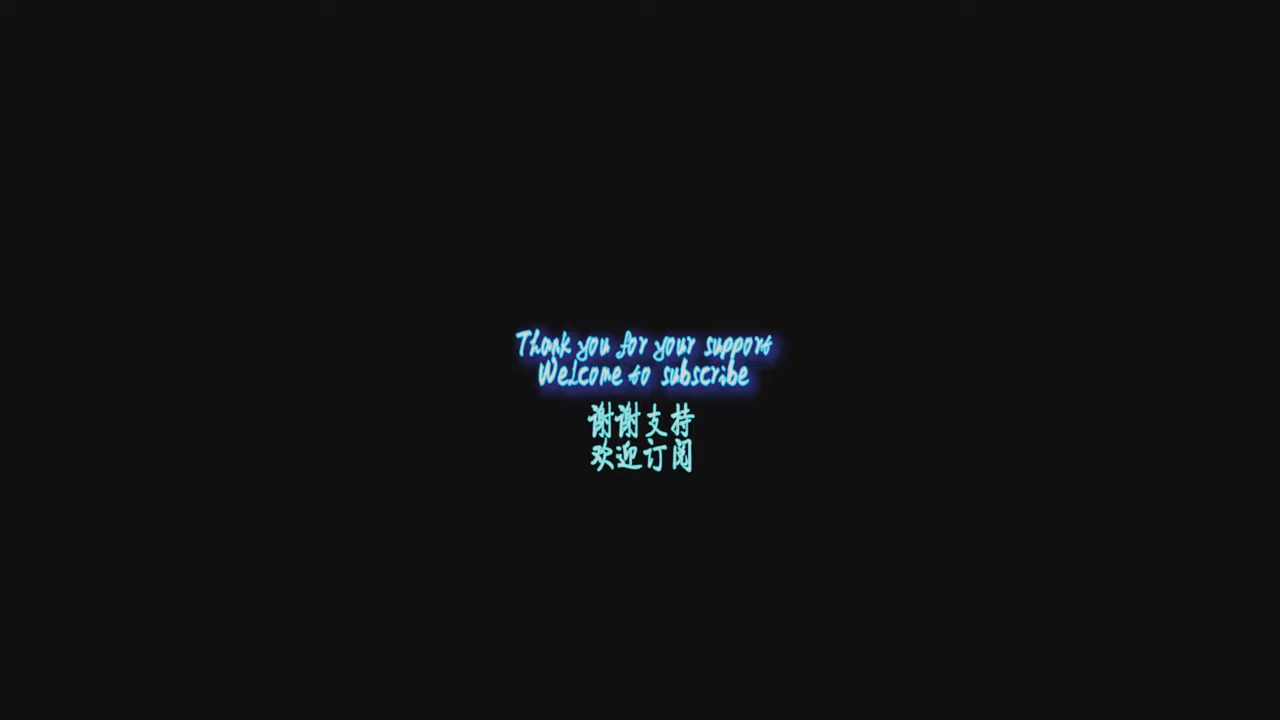 Thank you for your support
Welcome to subscribe
谢谢支持
欢迎订阅